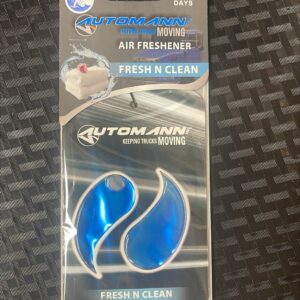 DAYS
AUTOMANN
MOVING
AIR FRESHENER
FRESH N CLEAN
AUTOMANN
KEEPING TRUCKS MOVING
FRESH N CLEAN